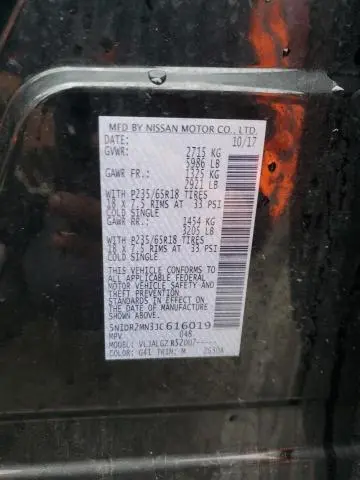 MFD BY NISSAN MOTOR CO., LTD.
DATE: 10/17
GVWR: 2715 KG
5986 LB
GAWR FR.: 1325 KG
2921 LB
WITH P235/65R18 TIRES
18 X 7.5 RIMS AT 33 PSI
COLD SINGLE
GAWR RR.: 1454 KG
3205 LB
WITH P235/65R18 TIRES
18 X 7.5 RIMS AT 33 PSI
COLD SINGLE
THIS VEHICLE CONFORMS TO ALL
APPLICABLE FEDERAL
MOTOR VEHICLE SAFETY AND
THEFT PREVENTION
STANDARDS IN EFFECT ON THE
DATE OF MANUFACTURE
SHOWN ABOVE.
5N1DR2MN3JC616019
MPV 048
MODEL: VLJALGZ
COLOR: G41 TRIM: M